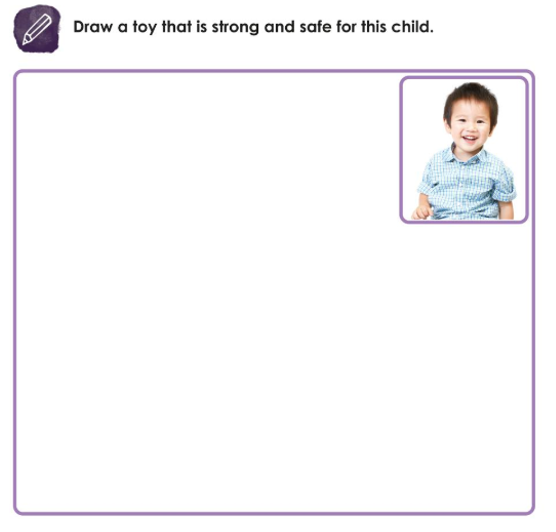 Draw a toy that is strong and safe for this child.